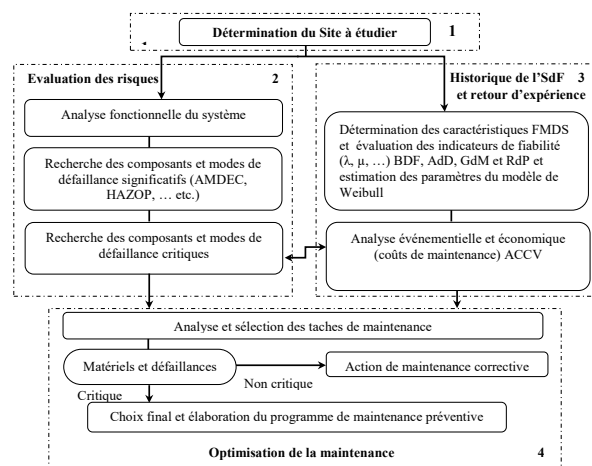 Détermination du Site à étudier 1
Evaluation des risques 2
Analyse fonctionnelle du système
Recherche des composants et modes de
défaillance significatifs (AMDEC,
HAZOP, … etc.)
Recherche des composants et modes de
défaillance critiques
Historique de l'SdF 3
et retour d'expérience
Détermination des caractéristiques FMDS
et évaluation des indicateurs de fiabilité
(λ, µ, …) BDF, AdD, GdM et RdP et
estimation des paramètres du modèle de
Weibull
Analyse événementielle et économique
(coûts de maintenance) ACCV
Analyse et sélection des taches de maintenance
Matériels et défaillances
Action de maintenance corrective
Non critique
Critique
Choix final et élaboration du programme de maintenance préventive
Optimisation de la maintenance 4